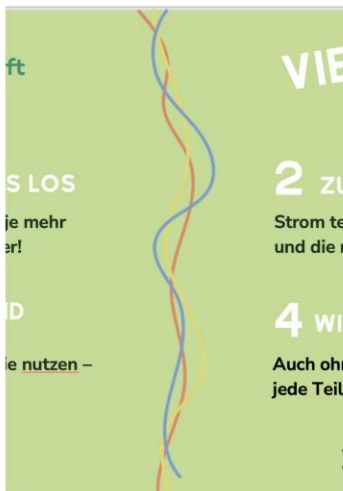 ft
VIE
S LOS
je mehr
er!
2 ZU
Strom te
und die
ND
ie nutzen –
4 WI
Auch oh
jede Teil